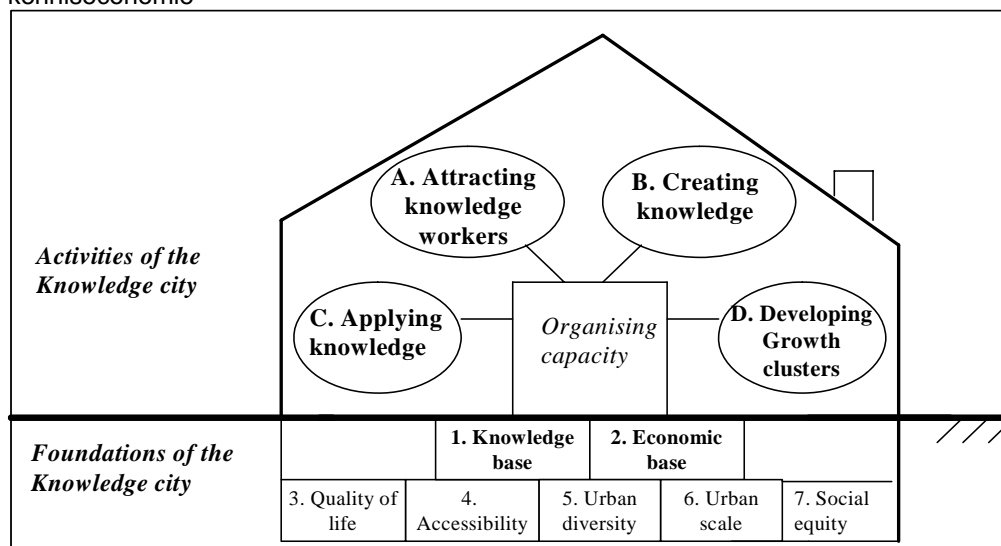 kenniseconomie
A. Attracting
knowledge
workers
B. Creating
knowledge
Activities of the
Knowledge city
C. Applying
knowledge
Organising
capacity
D. Developing
Growth
clusters
Foundations of the
Knowledge city
1. Knowledge
base
2. Economic
base
3. Quality of
life
4.
Accessibility
5. Urban
diversity
6. Urban
scale
7. Social
equity